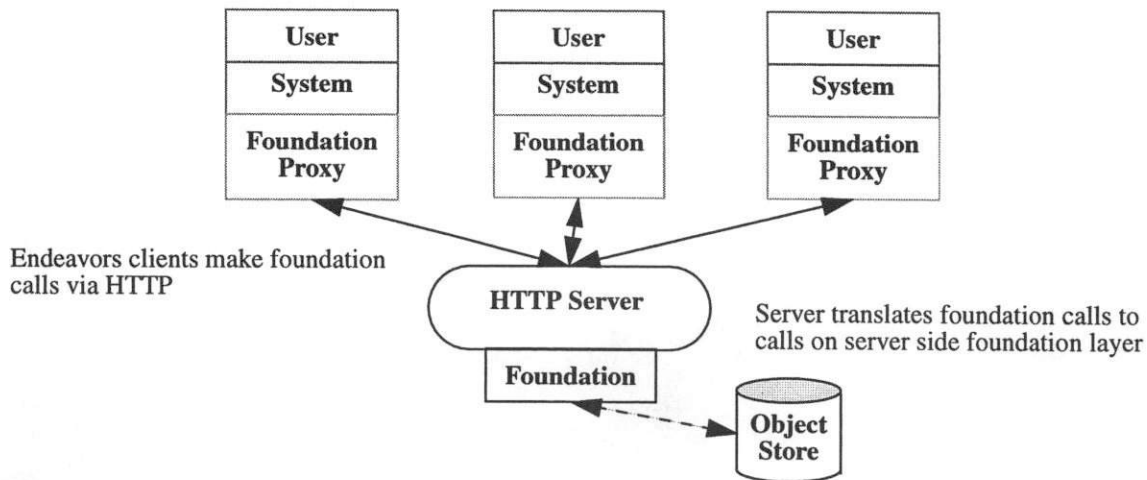 User
System
Foundation
Proxy
User
System
Foundation
Proxy
User
System
Foundation
Proxy
Endeavors clients make foundation
calls via HTTP
HTTP Server
Foundation
Server translates foundation calls to
calls on server side foundation layer
Object
Store